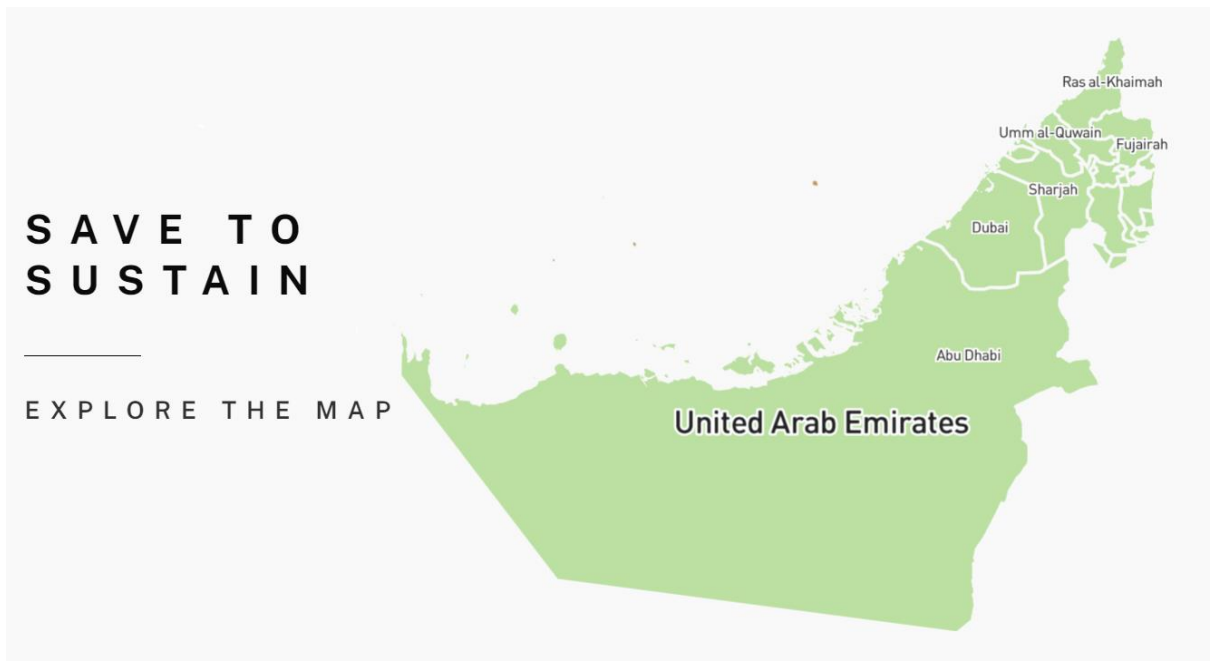 SAVE TO
SUSTAIN
EXPLORE THE MAP
Ras al-Khaimah
Umm al-Quwain
Fujairah
Sharjah
Dubai
Abu Dhabi
United Arab Emirates